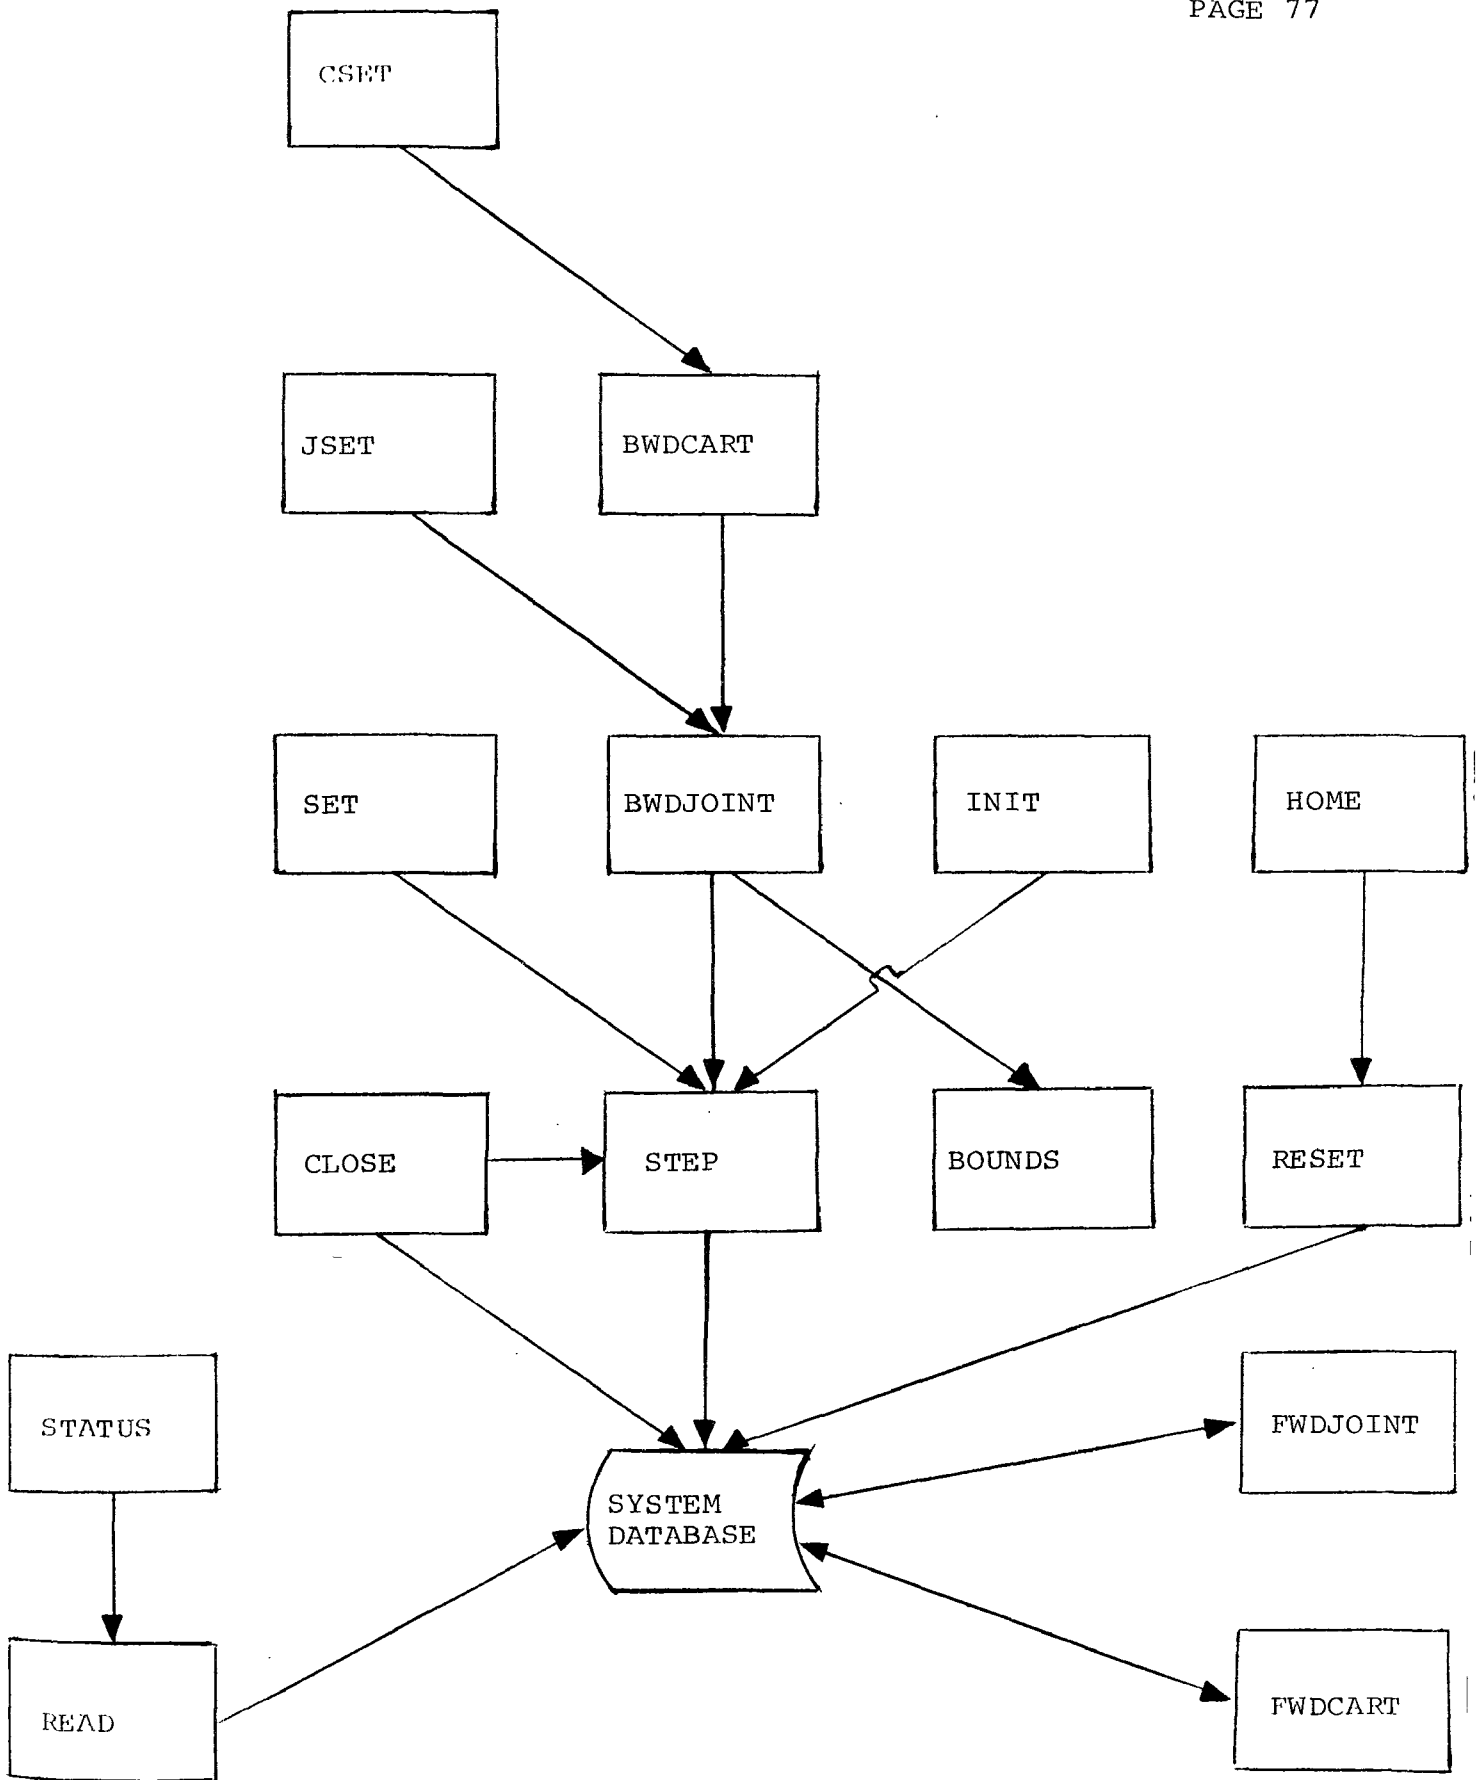 PAGE 77
CSET
JSET
BWDCART
SET
BWDJOINT
INIT
HOME
CLOSE
STEP
BOUNDS
RESET
STATUS
FWDJOINT
SYSTEM
DATABASE
READ
FWDCART